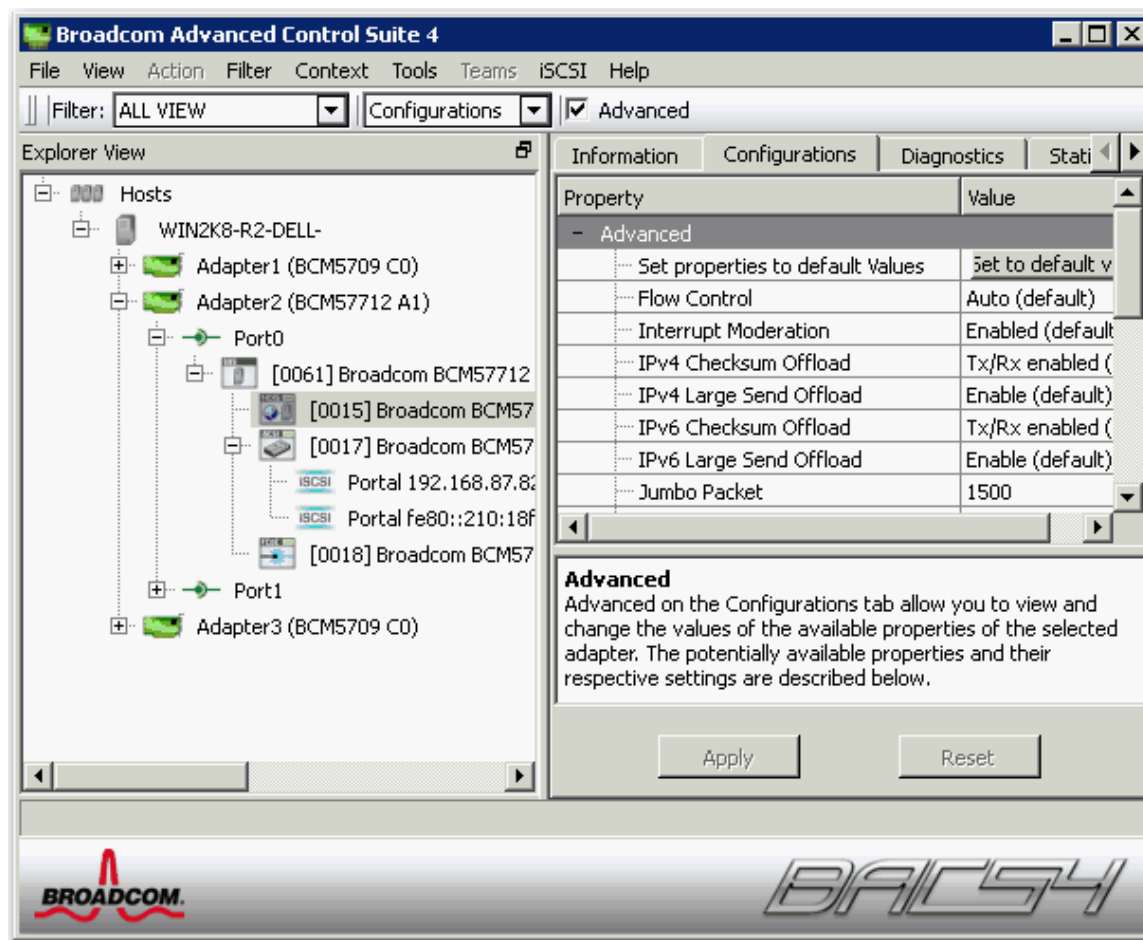 Broadcom Advanced Control Suite 4
File View Action Filter Context Tools Teams iSCSI Help
Filter: ALL VIEW Configurations Advanced
Explorer View
Hosts
WIN2K8-R2-DELL-
Adapter1 (BCM5709 C0)
Adapter2 (BCM57712 A1)
Port0
[0061] Broadcom BCM57712
[0015] Broadcom BCM57
[0017] Broadcom BCM57
Portal 192.168.87.82
Portal fe80::210:18f
[0018] Broadcom BCM57
Port1
Adapter3 (BCM5709 C0)
Information Configurations Diagnostics Stati
Property Value
Advanced
Set properties to default Values Set to default v
Flow Control Auto (default)
Interrupt Moderation Enabled (default
IPv4 Checksum Offload Tx/Rx enabled (
IPv4 Large Send Offload Enable (default)
IPv6 Checksum Offload Tx/Rx enabled (
IPv6 Large Send Offload Enable (default)
Jumbo Packet 1500
Advanced
Advanced on the Configurations tab allow you to view and
change the values of the available properties of the selected
adapter. The potentially available properties and their
respective settings are described below.
Apply Reset
BROADCOM. BACS4